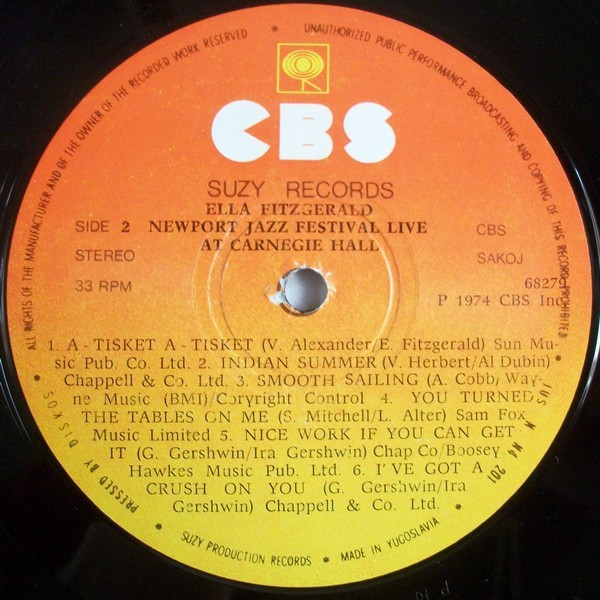 ALL RIGHTS OF THE MANUFACTURER AND OF THE OWNER OF THE RECORDED WORK RESERVED * UNAUTHORIZED PUBLIC PERFORMANCE BROADCASTING AND COPYING OF THIS RECORD PROHIBITED
CBS
SUZY RECORDS
ELLA FITZGERALD
SIDE 2 NEWPORT JAZZ FESTIVAL LIVE CBS
AT CARNEGIE HALL
STEREO SAKOJ
33 RPM 68279
P 1974 CBS Inc.
1. A-TISKET A-TISKET (V. Alexander/E. Fitzgerald) Sun Mu-
sic Pub. Co. Ltd. 2. INDIAN SUMMER (V. Herbert/Al Dubin)
Chappell & Co. Ltd. 3. SMOOTH SAILING (A. Cobb) Way-
ne Music (BMI)/Copyright Control 4. YOU TURNED
THE TABLES ON ME (S. Mitchell/L. Alter) Sam Fox
Music Limited 5. NICE WORK IF YOU CAN GET
IT (G. Gershwin/Ira Gershwin) Chap Co/Boosey
Hawkes Music Pub. Ltd. 6. I'VE GOT A
CRUSH ON YOU (G. Gershwin/Ira
Gershwin) Chappell & Co. Ltd.
* PRESSED BY DISKOS * SUZY PRODUCTION RECORDS * MADE IN YUGOSLAVIA * JUS N N4 201 *